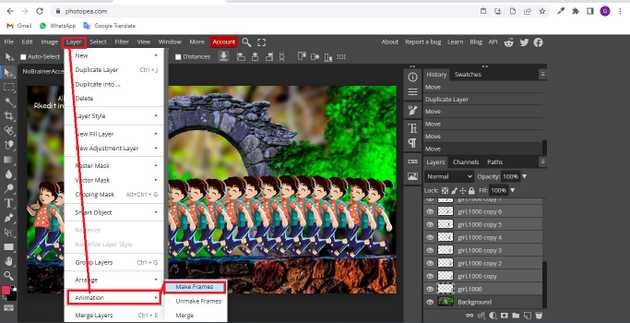 photopea.com
Gmail WhatsApp Google Translate
File Edit Image Layer Select Filter View Window More Account About Report a bug Learn Blog API
Auto-Select Distances
New
Duplicate Layer Ctrl + J
Duplicate Into ...
Delete
Layer Style
New Fill Layer
New Adjustment Layer
Raster Mask
Vector Mask
Clipping Mask Alt+Ctrl + G
Smart Object
Rasterize
Rasterize Layer Style
Group Layers Ctrl + G
Arrange
Animation
Merge Layers Ctrl + E
Make Frames
Unmake Frames
Merge
History Swatches
Move
Duplicate Layer
Move
Move
Move
Move
Layers Channels Paths
Normal Opacity: 100%
Lock: Fill: 100%
girl.1000 copy 7
girl.1000 copy 6
girl.1000 copy 5
girl.1000 copy 4
girl.1000 copy 3
girl.1000 copy 2
girl.1000 copy
girl.1000
Background